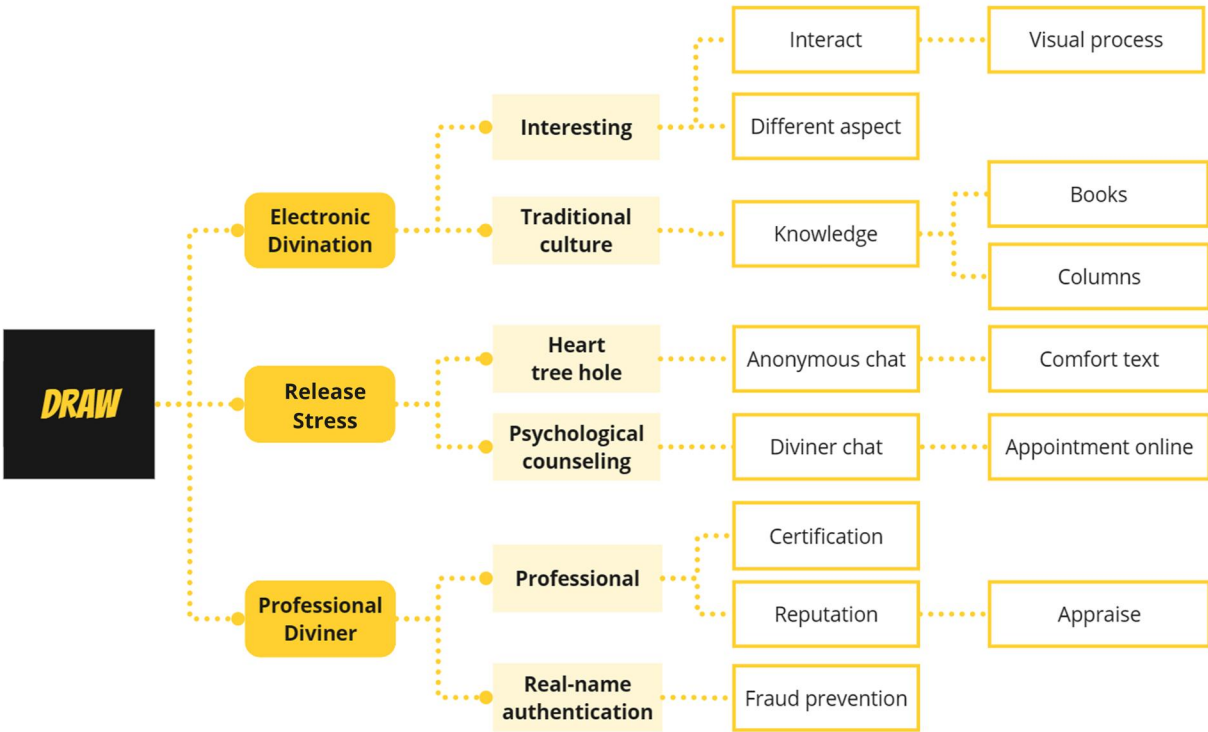 DRAW
Electronic
Divination
Interesting
Interact
Visual process
Different aspect
Traditional
culture
Knowledge
Books
Columns
Release
Stress
Heart
tree hole
Anonymous chat
Comfort text
Psychological
counseling
Diviner chat
Appointment online
Professional
Diviner
Professional
Certification
Reputation
Appraise
Real-name
authentication
Fraud prevention